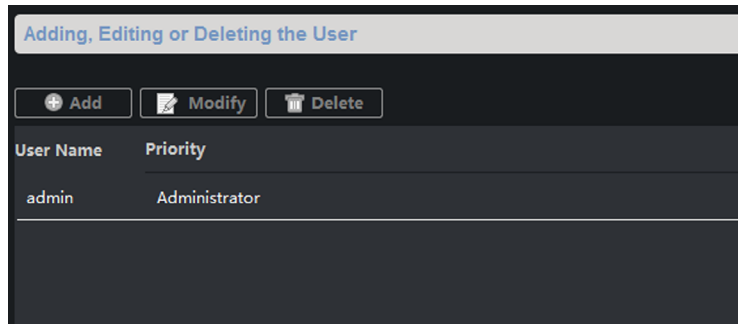 Adding, Editing or Deleting the User
Add Modify Delete
User Name Priority
admin Administrator